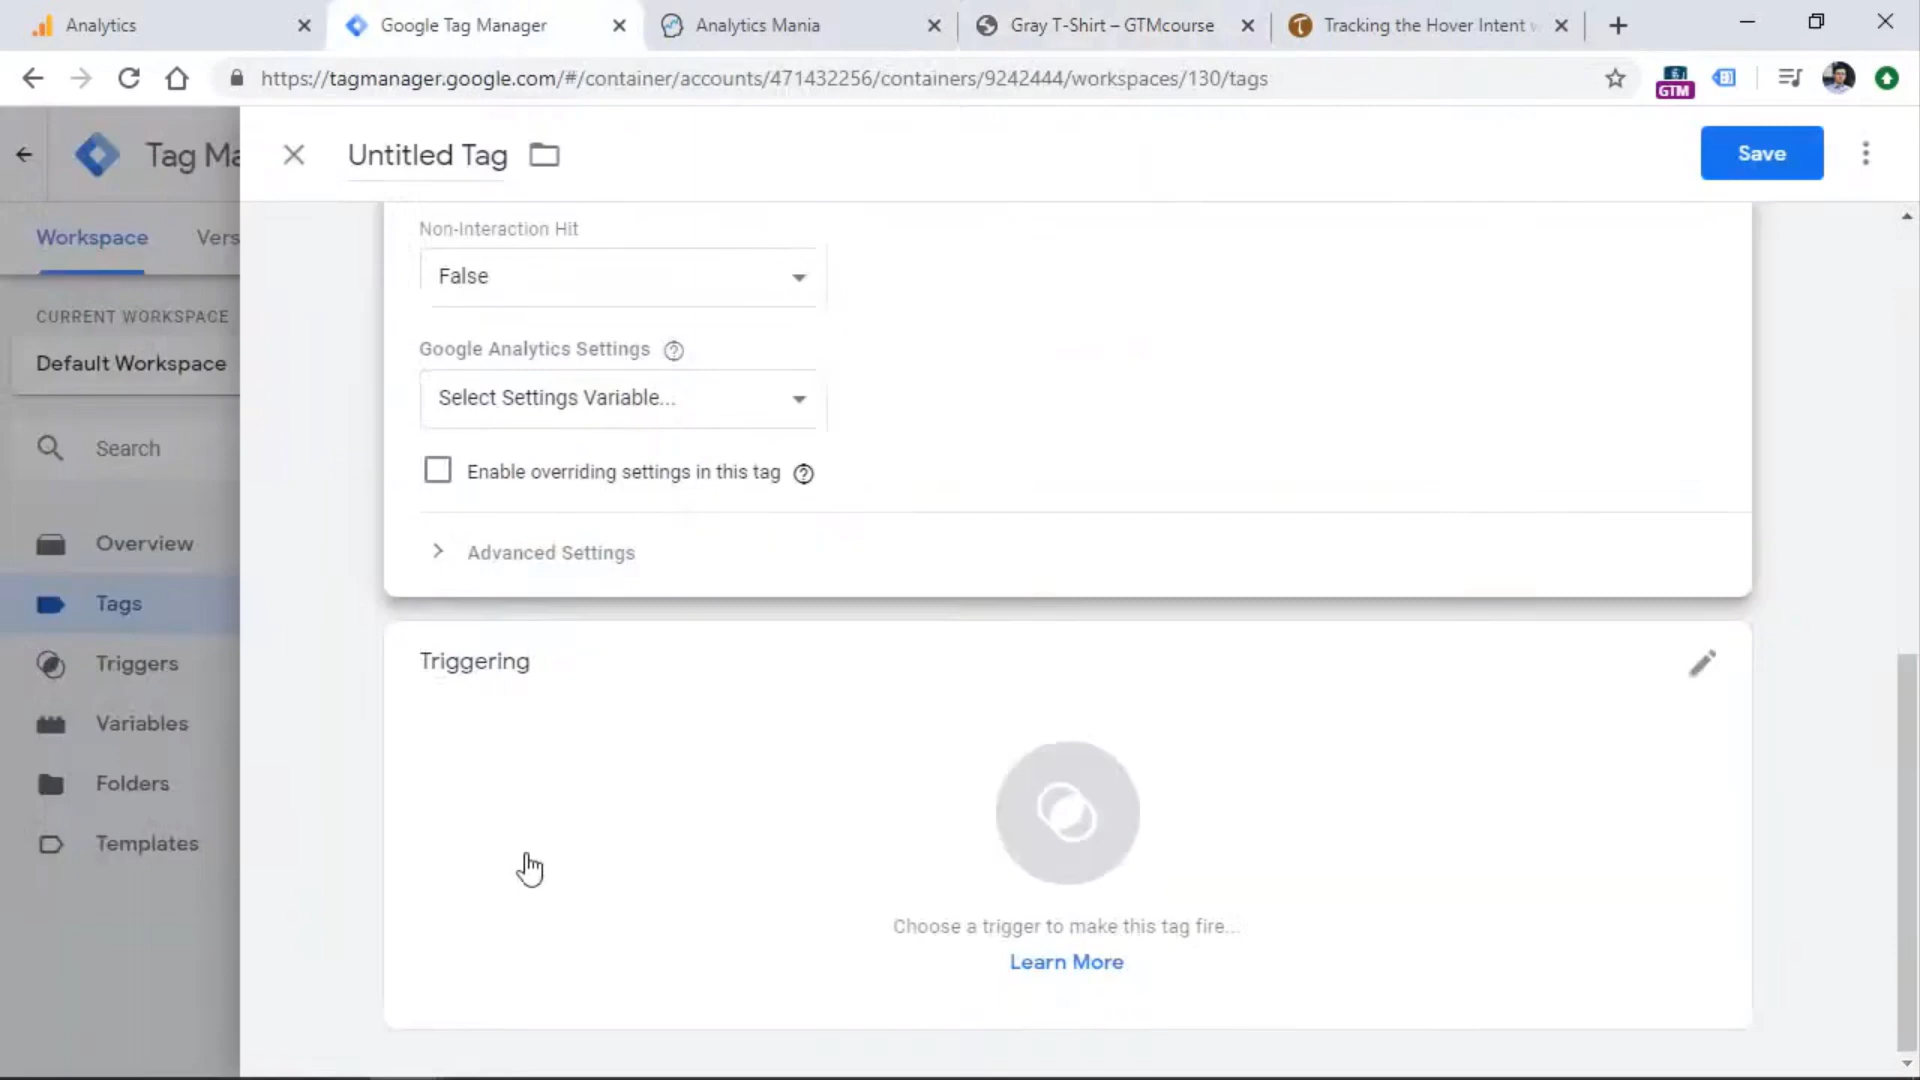 Analytics
Google Tag Manager
Analytics Mania
Gray T-Shirt – GTMcourse
Tracking the Hover Intent
https://tagmanager.google.com/#/container/accounts/471432256/containers/9242444/workspaces/130/tags
GTM
Tag Ma
Untitled Tag
Save
Workspace
Vers
Non-Interaction Hit
False
CURRENT WORKSPACE
Default Workspace
Google Analytics Settings
Select Settings Variable...
Search
Enable overriding settings in this tag
Overview
Advanced Settings
Tags
Triggers
Triggering
Variables
Folders
Templates
Choose a trigger to make this tag fire...
Learn More